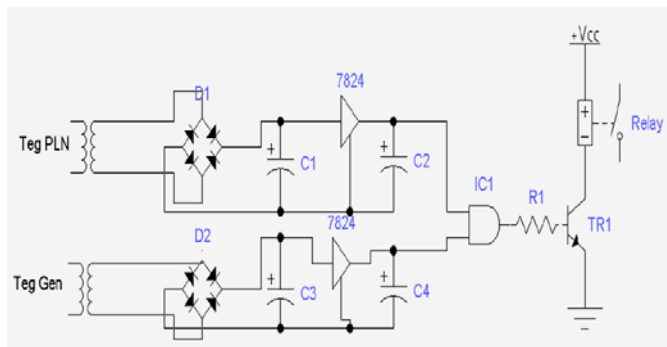 +Vcc
D1
7824
Teg PLN
+
C1
+
C2
+
-
Relay
IC1
R1
TR1
D2
7824
Teg Gen
+
C3
+
C4